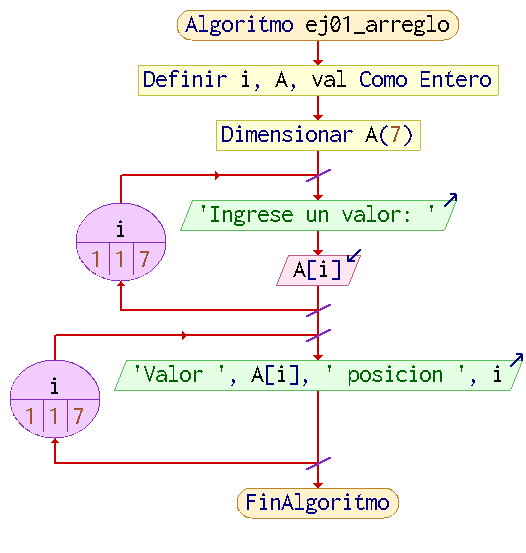 Algoritmo ej01_arreglo
Definir i, A, val Como Entero
Dimensionar A(7)
'Ingrese un valor: '
i
1 1 7
A[i]
'Valor ', A[i], ' posicion ', i
i
1 1 7
FinAlgoritmo